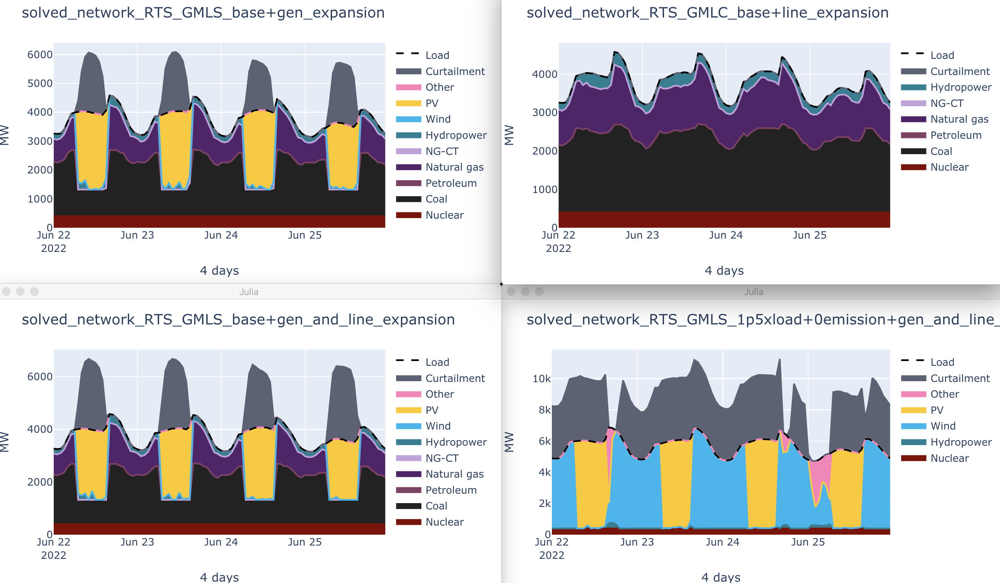 solved_network_RTS_GMLS_base+gen_expansion
MW
6000
5000
4000
3000
2000
1000
0
Jun 22
2022
Jun 23
Jun 24
Jun 25
4 days
Load
Curtailment
Other
PV
Wind
Hydropower
NG-CT
Natural gas
Petroleum
Coal
Nuclear
solved_network_RTS_GMLC_base+line_expansion
MW
4000
3000
2000
1000
0
Jun 22
2022
Jun 23
Jun 24
Jun 25
4 days
Load
Curtailment
Hydropower
NG-CT
Natural gas
Petroleum
Coal
Nuclear
Julia
solved_network_RTS_GMLS_base+gen_and_line_expansion
MW
6000
4000
2000
0
Jun 22
2022
Jun 23
Jun 24
Jun 25
4 days
Load
Curtailment
Other
PV
Wind
Hydropower
NG-CT
Natural gas
Petroleum
Coal
Nuclear
Julia
solved_network_RTS_GMLS_1p5xload+0emission+gen_and_line_
MW
10k
8k
6k
4k
2k
0
Jun 22
2022
Jun 23
Jun 24
Jun 25
4 days
Load
Curtailment
Other
PV
Wind
Hydropower
Nuclear